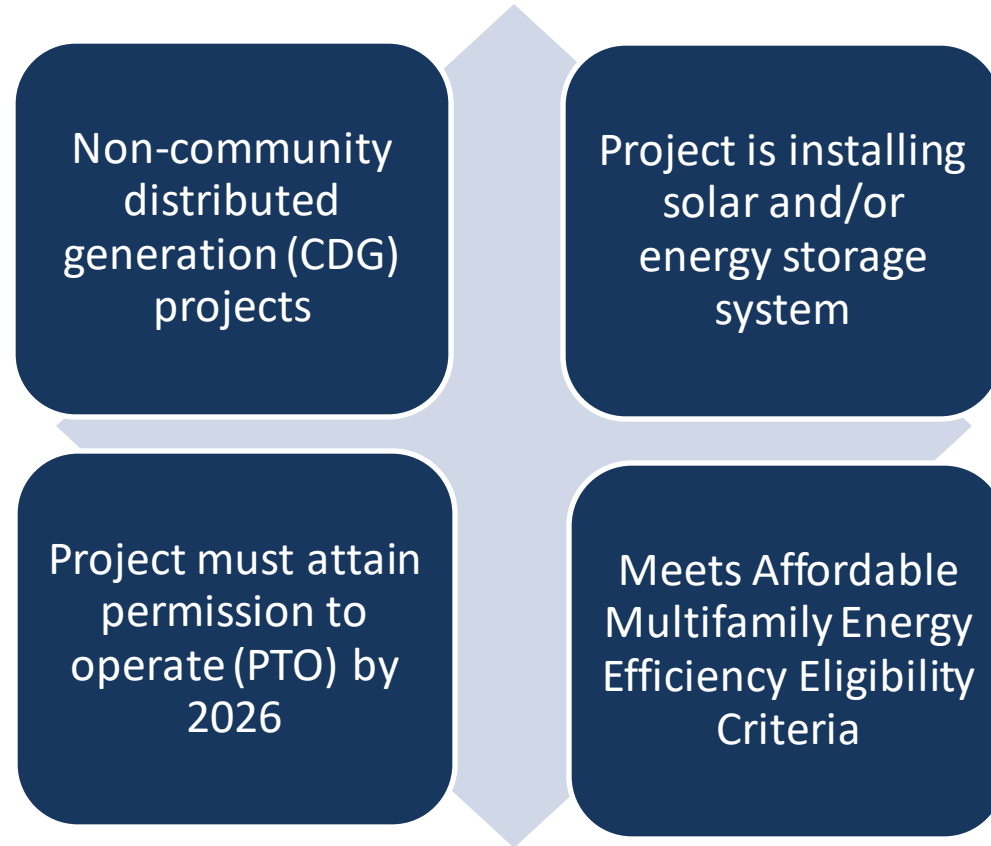 Non-community
distributed
generation (CDG)
projects
Project is installing
solar and/or
energy storage
system
Project must attain
permission to
operate (PTO) by
2026
Meets Affordable
Multifamily Energy
Efficiency Eligibility
Criteria